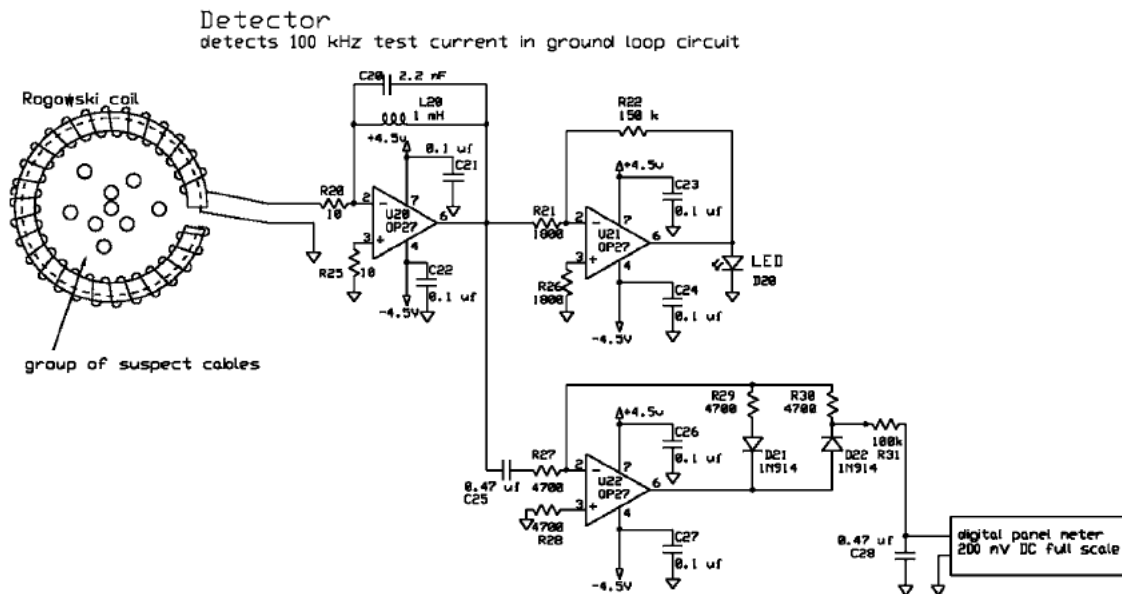 Detector
detects 100 kHz test current in ground loop circuit
C20 2.2 nF
Rogowski coil
L20
1 mH
+4.5v
0.1 uf
C21
R20
10
2
7
U20
OP27
6
3
4
R25
10
C22
0.1 uf
-4.5V
group of suspect cables
R22
150 k
+4.5v
C23
0.1 uf
R21
1800
2
7
U21
OP27
6
3
4
R26
1800
C24
0.1 uf
-4.5V
LED
D20
R29
4700
R30
4700
+4.5v
C26
0.1 uf
R27
4700
0.47 uf
C25
2
7
U22
OP27
6
3
4
4700
R28
C27
0.1 uf
-4.5V
D21
1N914
D22
1N914
100k
R31
0.47 uf
C28
digital panel meter
200 mV DC full scale